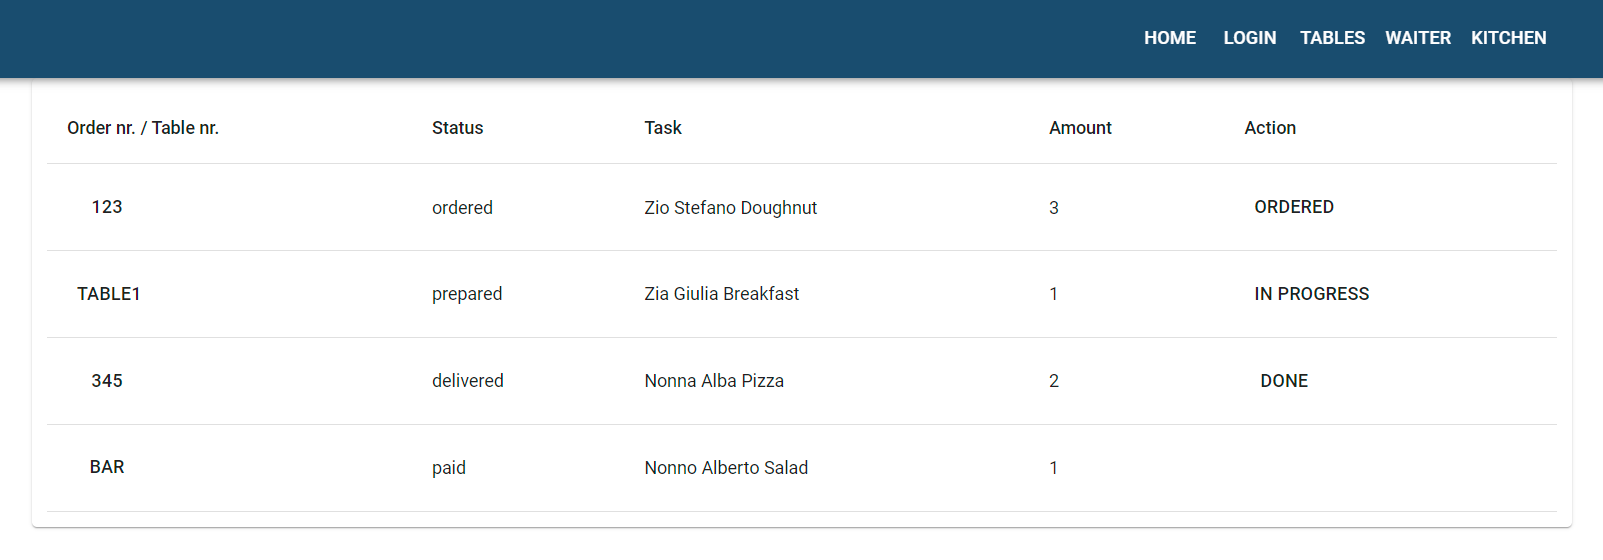 HOME LOGIN TABLES WAITER KITCHEN
Order nr. / Table nr. Status Task Amount Action
123 ordered Zio Stefano Doughnut 3 ORDERED
TABLE1 prepared Zia Giulia Breakfast 1 IN PROGRESS
345 delivered Nonna Alba Pizza 2 DONE
BAR paid Nonno Alberto Salad 1